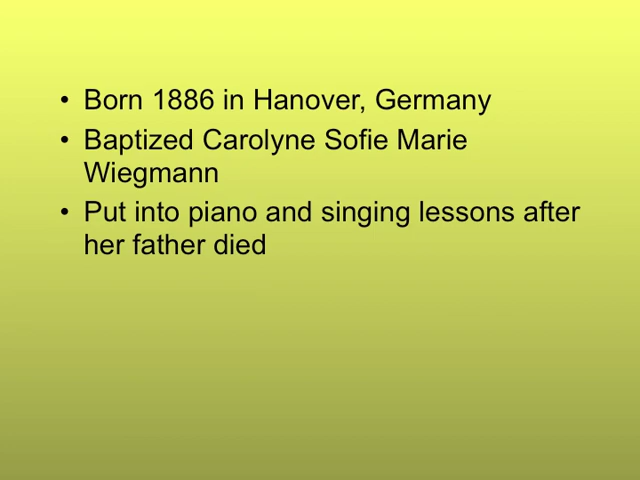 • Born 1886 in Hanover, Germany
• Baptized Carolyne Sofie Marie
Wiegmann
• Put into piano and singing lessons after
her father died